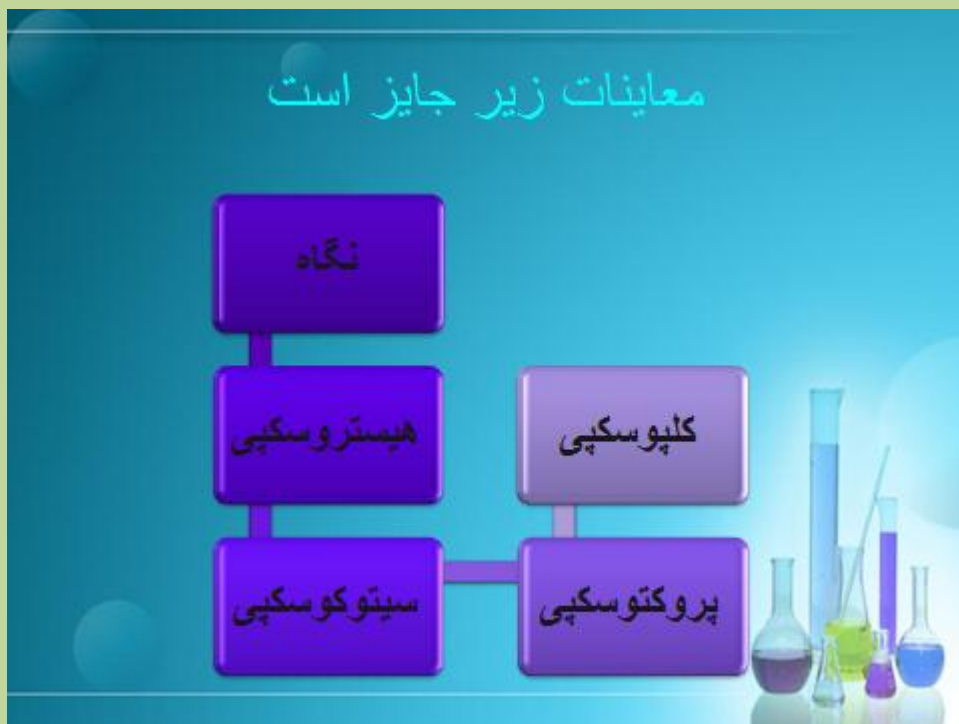 معاینات زیر جایز است
نگاه
هیستروسکپی
سیتوکوسکپی
پروکتوسکپی
کلپوسکپی